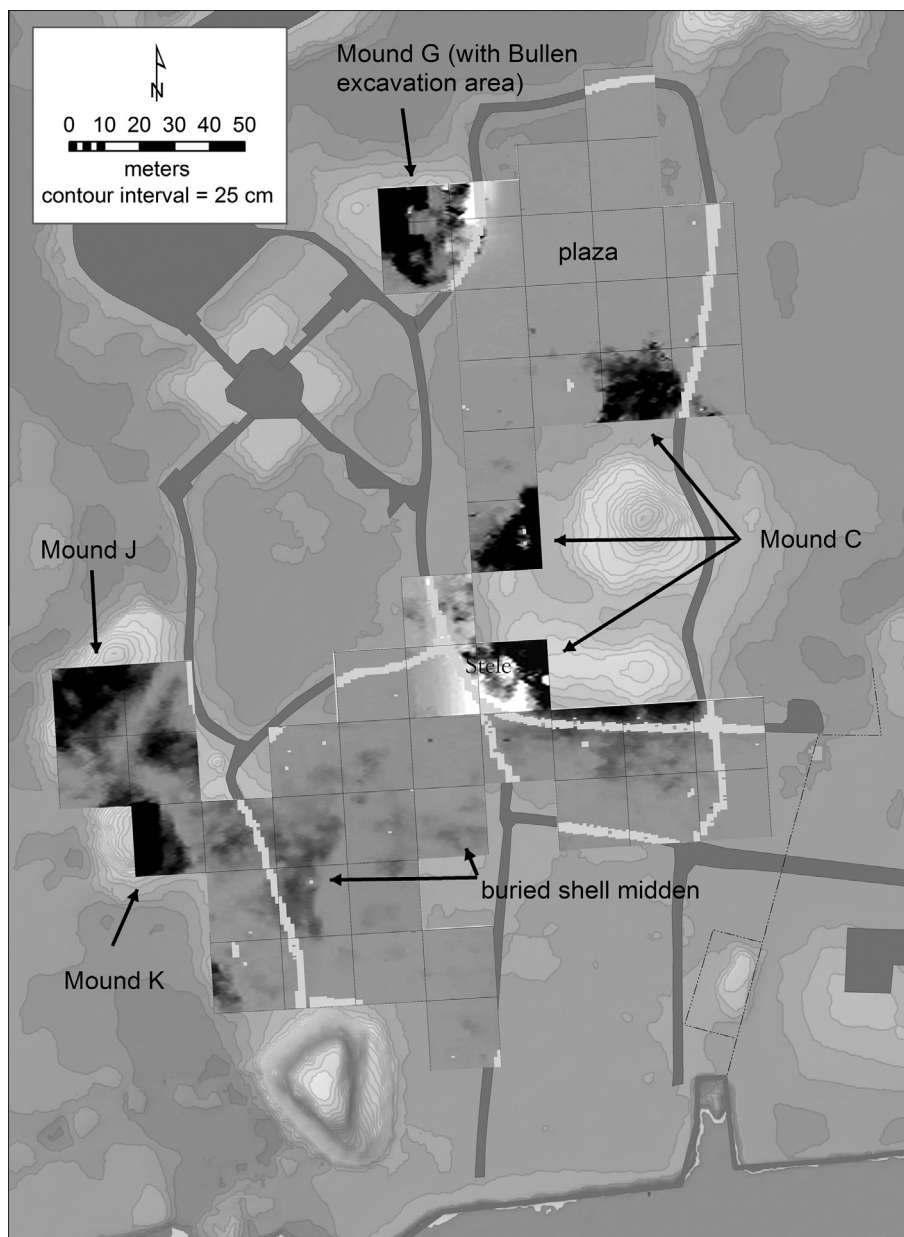 Mound G (with Bullen
excavation area)
N
0 10 20 30 40 50
meters
contour interval = 25 cm
plaza
Mound C
Mound J
Stele
buried shell midden
Mound K